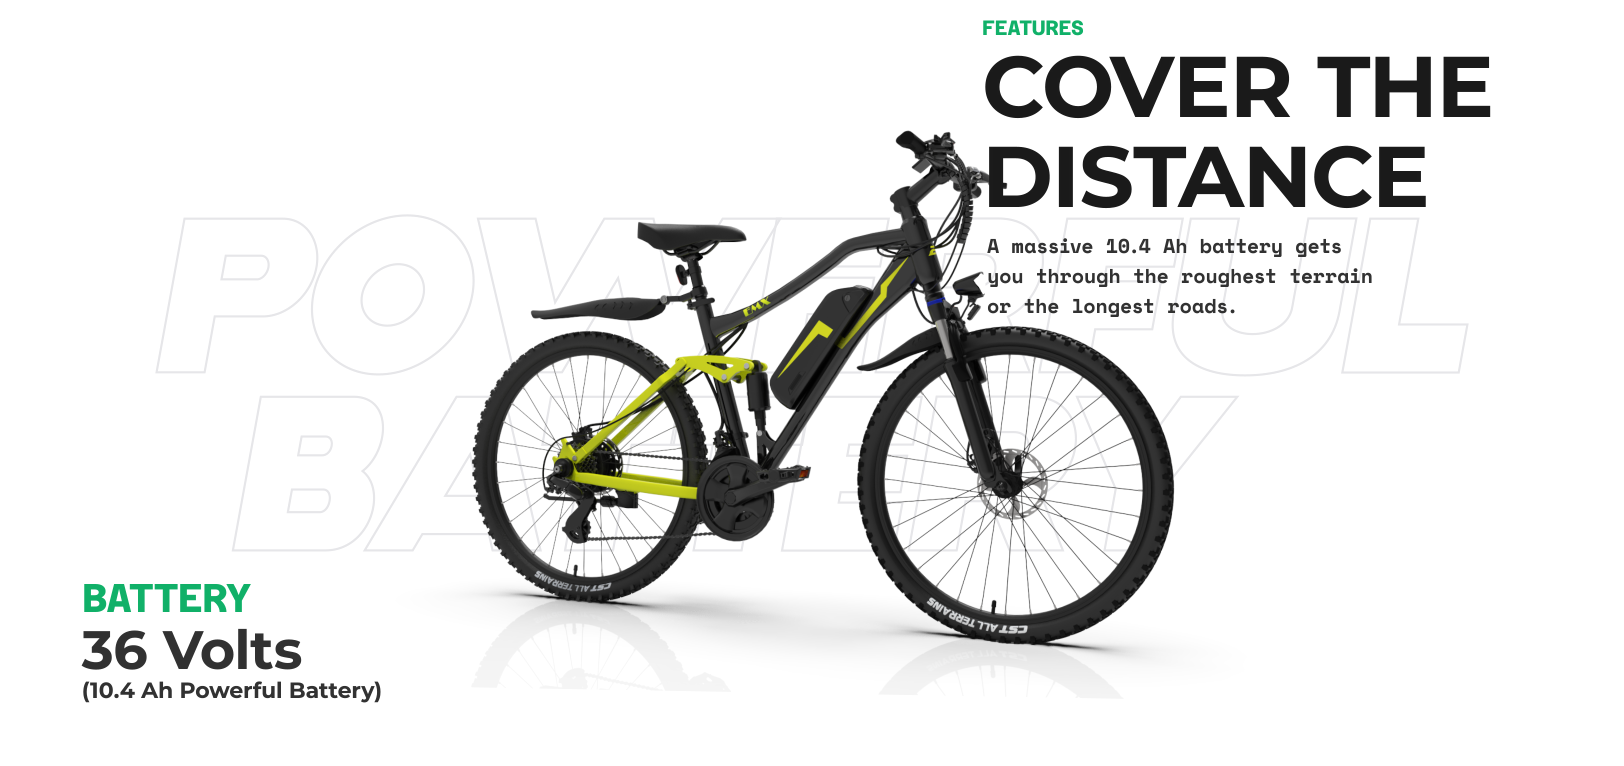 FEATURES
COVER THE
DISTANCE
A massive 10.4 Ah battery gets
you through the roughest terrain
or the longest roads.
POWERFUL
BATTERY
EMX
CST ALL TERRAINS
CST ALL TERRAINS
BATTERY
36 Volts
(10.4 Ah Powerful Battery)